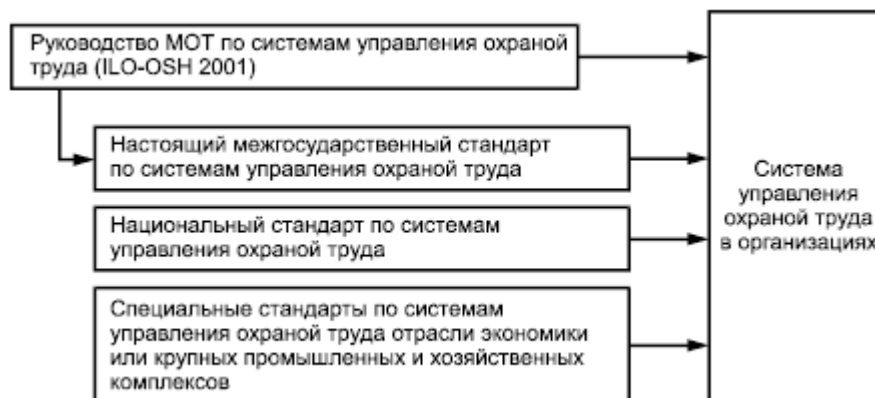 Руководство МОТ по системам управления охраной
труда (ILO-OSH 2001)
Настоящий межгосударственный стандарт
по системам управления охраной труда
Национальный стандарт по системам
управления охраной труда
Специальные стандарты по системам
управления охраной труда отрасли экономики
или крупных промышленных и хозяйственных
комплексов
Система
управления
охраной труда
в организациях